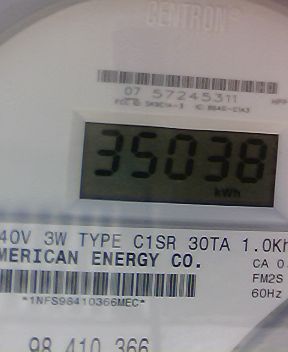 CENTRON®
07 57245311
35038
kWh
40V 3W TYPE C1SR 30TA 1.0Kh
MERICAN ENERGY CO.
CA 0.
FM2S
60Hz
*1NFS98410366MEC*
98 410 366